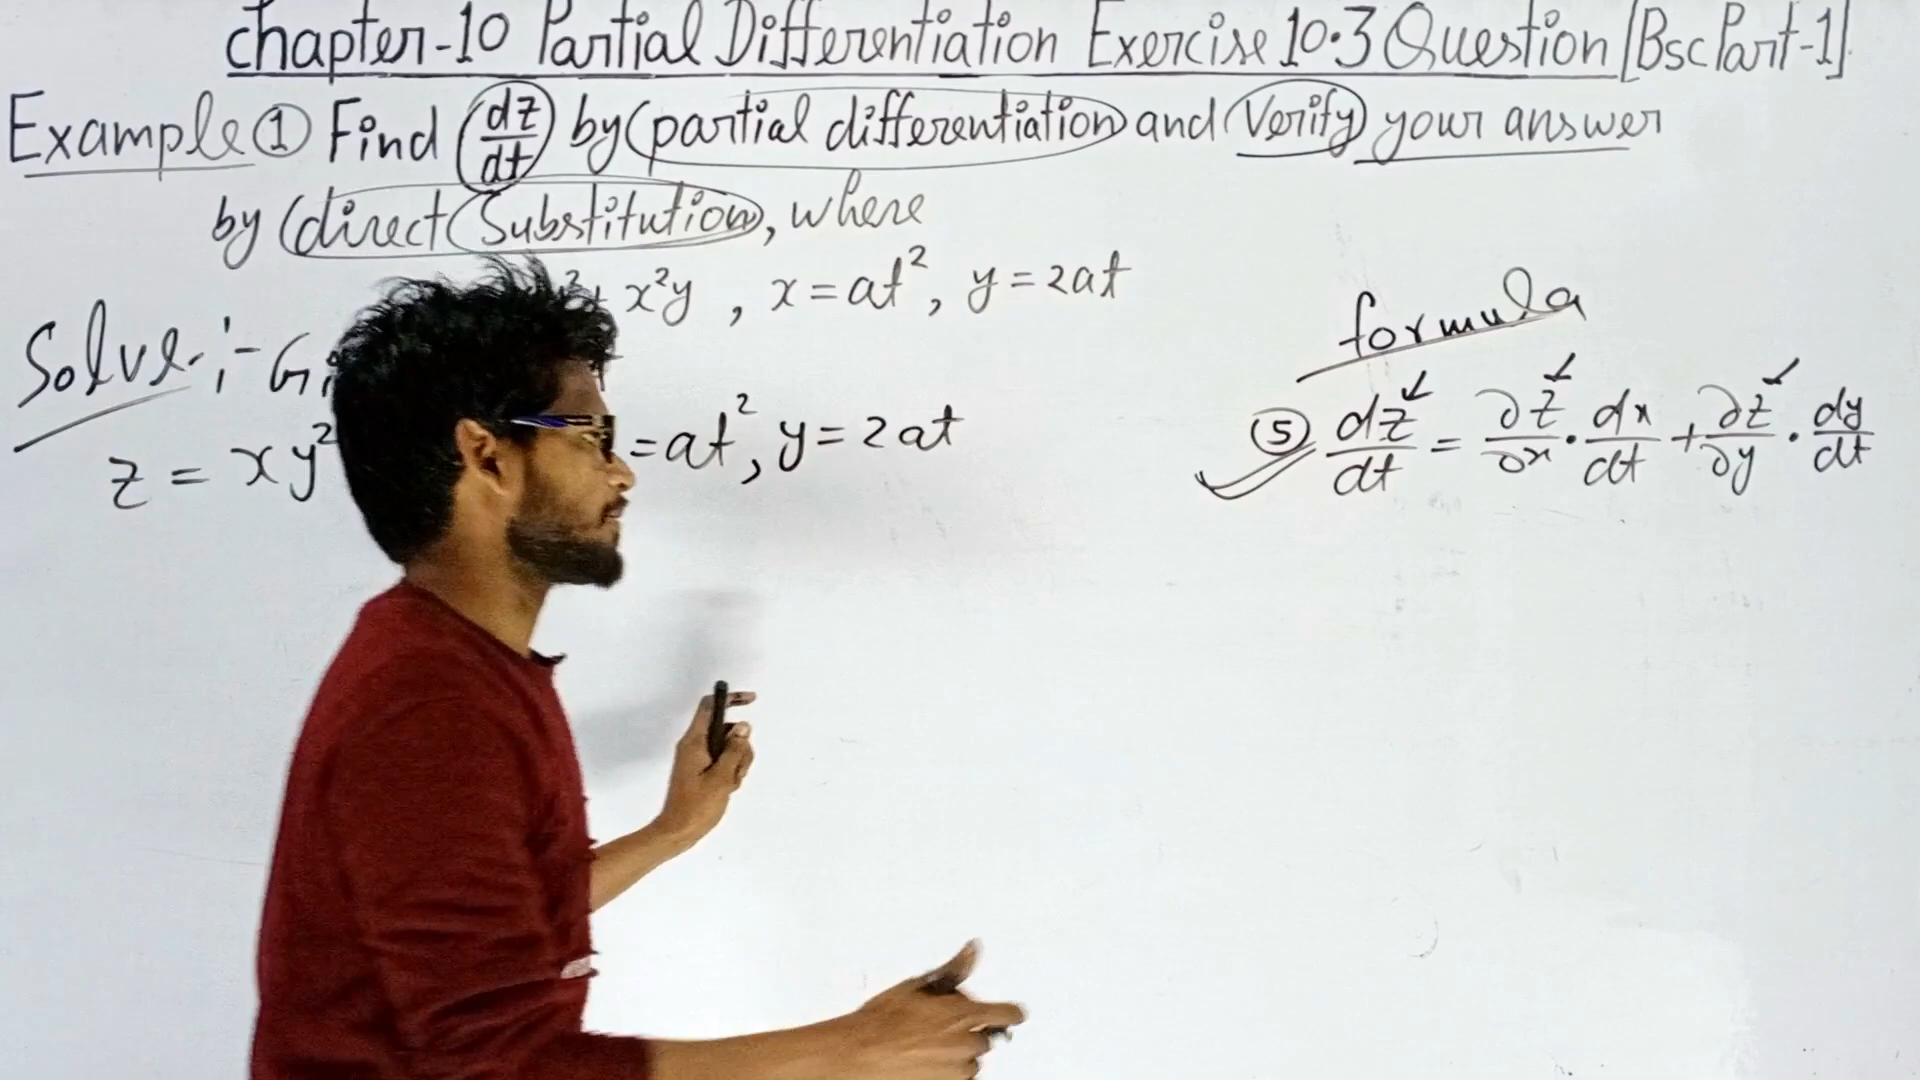 Chapter-10 Partial Differentiation Exercise 10.3 Question [Bsc Part-1]
Example ① Find dz/dt by partial differentiation and Verify your answer
by direct Substitution, where
² + x²y , x = at², y = 2at
Solve:- Gi
z = xy² = at², y = 2at
formula
⑤ dz/dt = ∂z/∂x · dx/dt + ∂z/∂y · dy/dt